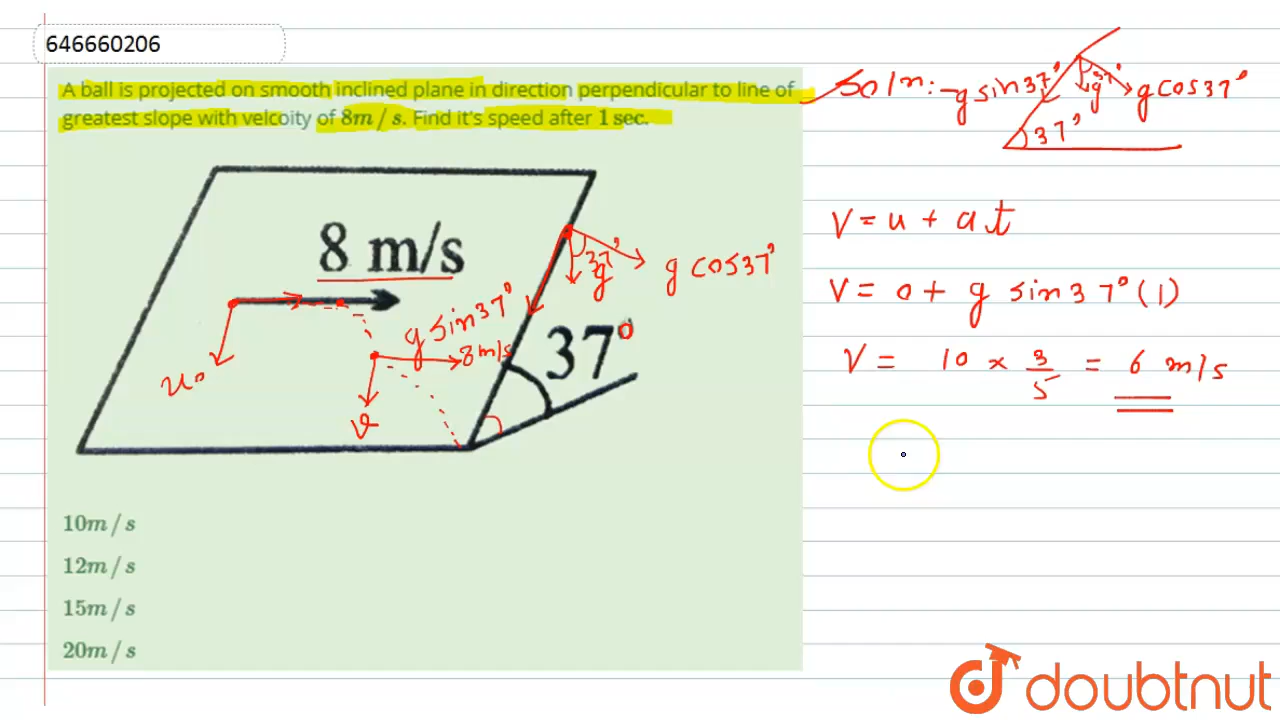 646660206
A ball is projected on smooth inclined plane in direction perpendicular to line of
greatest slope with velcoity of 8m/s. Find it's speed after 1 sec.
8 m/s
37°
g
g cos37°
g sin37°
8m/s
u=0
v
37°
10m/s
12m/s
15m/s
20m/s
Soln:-
g sin37°
37°
g
g cos37°
37°
V = u + at
V = 0 + g sin37°(1)
V = 10 × 3/5 = 6 m/s
doubtnut